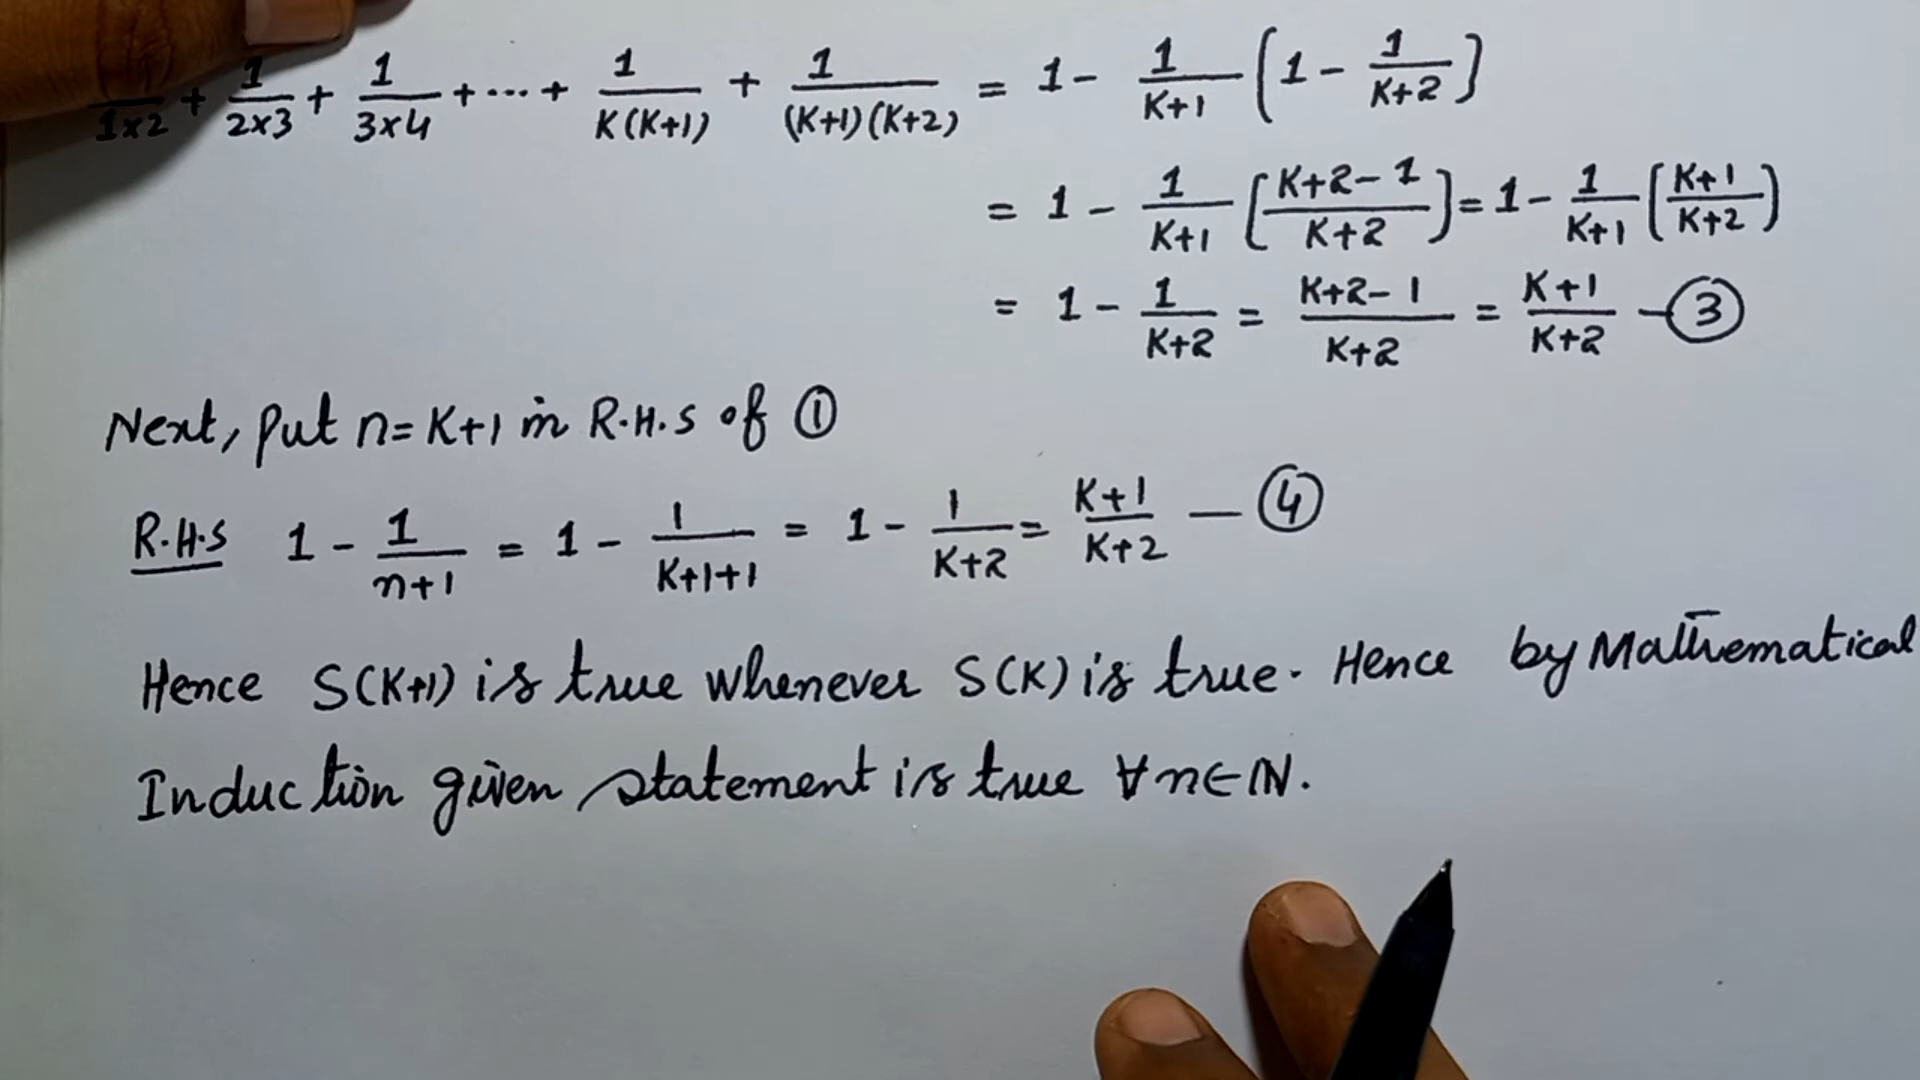 1/1×2 + 1/2×3 + 1/3×4 + ... + 1/K(K+1) + 1/(K+1)(K+2) = 1 - 1/K+1 (1 - 1/K+2)
= 1 - 1/K+1 (K+2-1/K+2) = 1 - 1/K+1 (K+1/K+2)
= 1 - 1/K+2 = K+2-1/K+2 = K+1/K+2 — ③
Next, put n=K+1 in R.H.S of ①
R.H.S 1 - 1/n+1 = 1 - 1/K+1+1 = 1 - 1/K+2 = K+1/K+2 — ④
Hence S(K+1) is true whenever S(K) is true. Hence by Mathematical
Induction given statement is true ∀n∈ℕ.